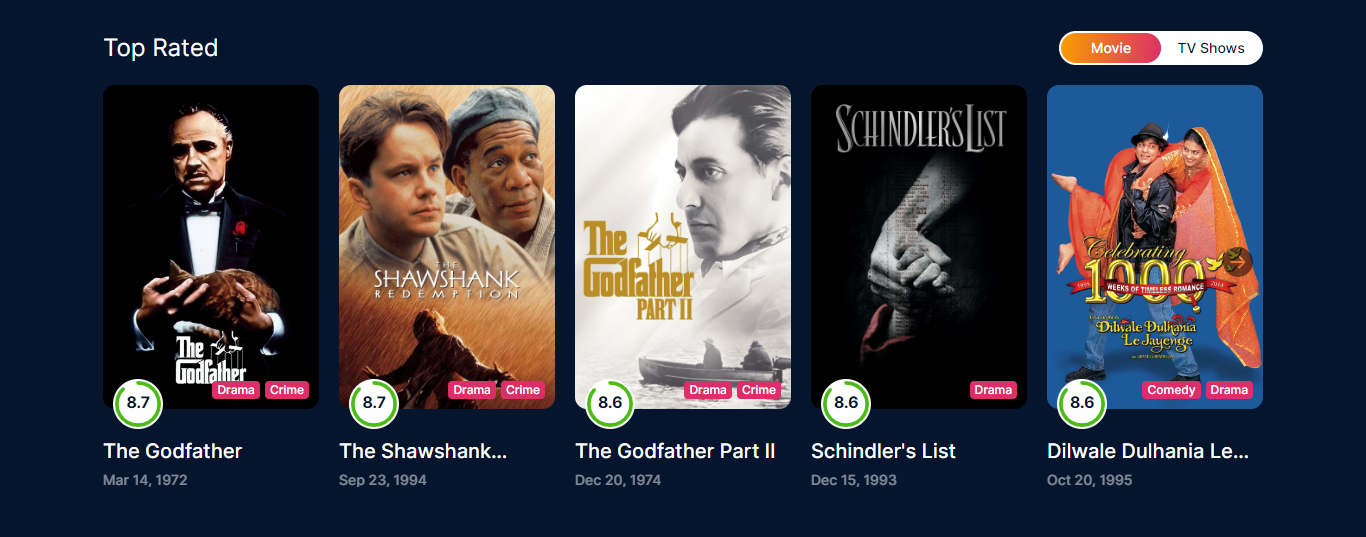 Top Rated
Movie
TV Shows
The
Godfather
Drama
Crime
8.7
The Godfather
Mar 14, 1972
THE
SHAWSHANK
REDEMPTION
Drama
Crime
8.7
The Shawshank...
Sep 23, 1994
The
Godfather
PART II
Drama
Crime
8.6
The Godfather Part II
Dec 20, 1974
SCHINDLER'S LIST
Drama
8.6
Schindler's List
Dec 15, 1993
Celebrating
1000
1995 WEEKS OF TIMELESS ROMANCE 2014
Dilwale Dulhania
Le Jayenge
Comedy
Drama
8.6
Dilwale Dulhania Le...
Oct 20, 1995